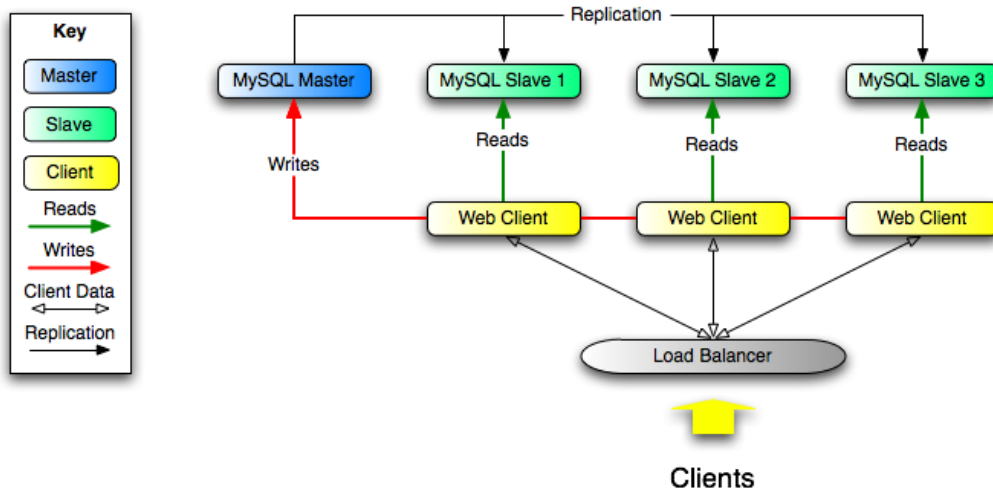 Key
Master
Slave
Client
Reads
Writes
Client Data
Replication
Replication
MySQL Master
MySQL Slave 1
MySQL Slave 2
MySQL Slave 3
Writes
Reads
Reads
Reads
Web Client
Web Client
Web Client
Load Balancer
Clients